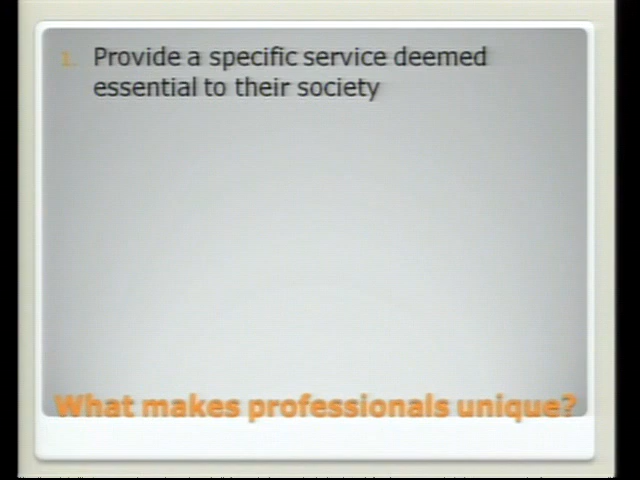 1. Provide a specific service deemed
essential to their society
What makes professionals unique?